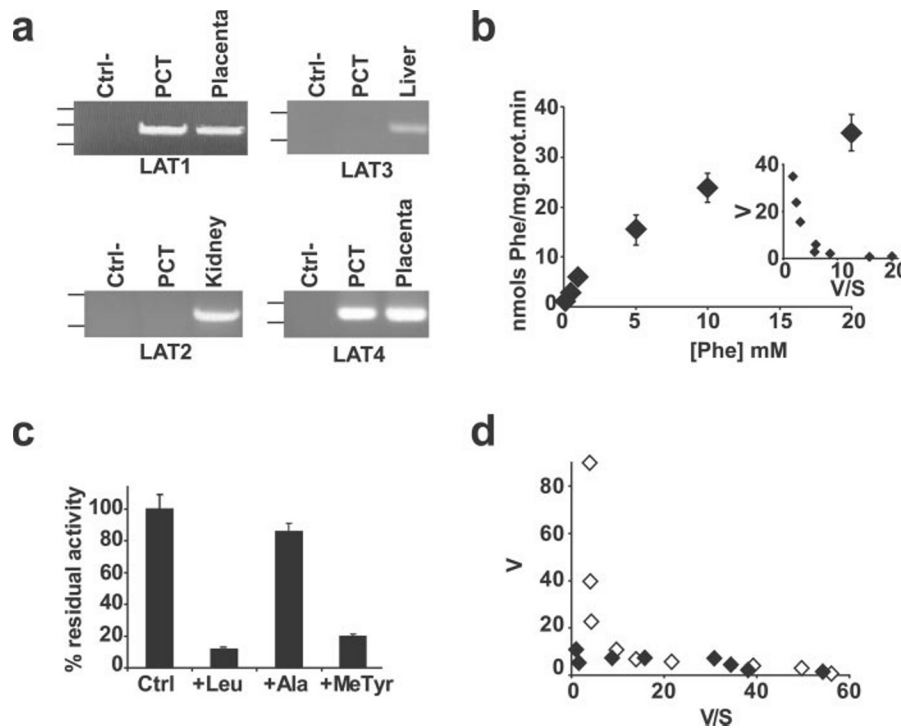 a
Ctrl-
PCT
Placenta
LAT1
Ctrl-
PCT
Liver
LAT3
Ctrl-
PCT
Kidney
LAT2
Ctrl-
PCT
Placenta
LAT4
b
nmols Phe/mg.prot.min
40
30
20
10
0
5
10
15
20
[Phe] mM
V
40
20
0
0
10
20
V/S
c
% residual activity
100
80
60
40
20
0
Ctrl
+Leu
+Ala
+MeTyr
d
V
80
60
40
20
0
0
20
40
60
V/S